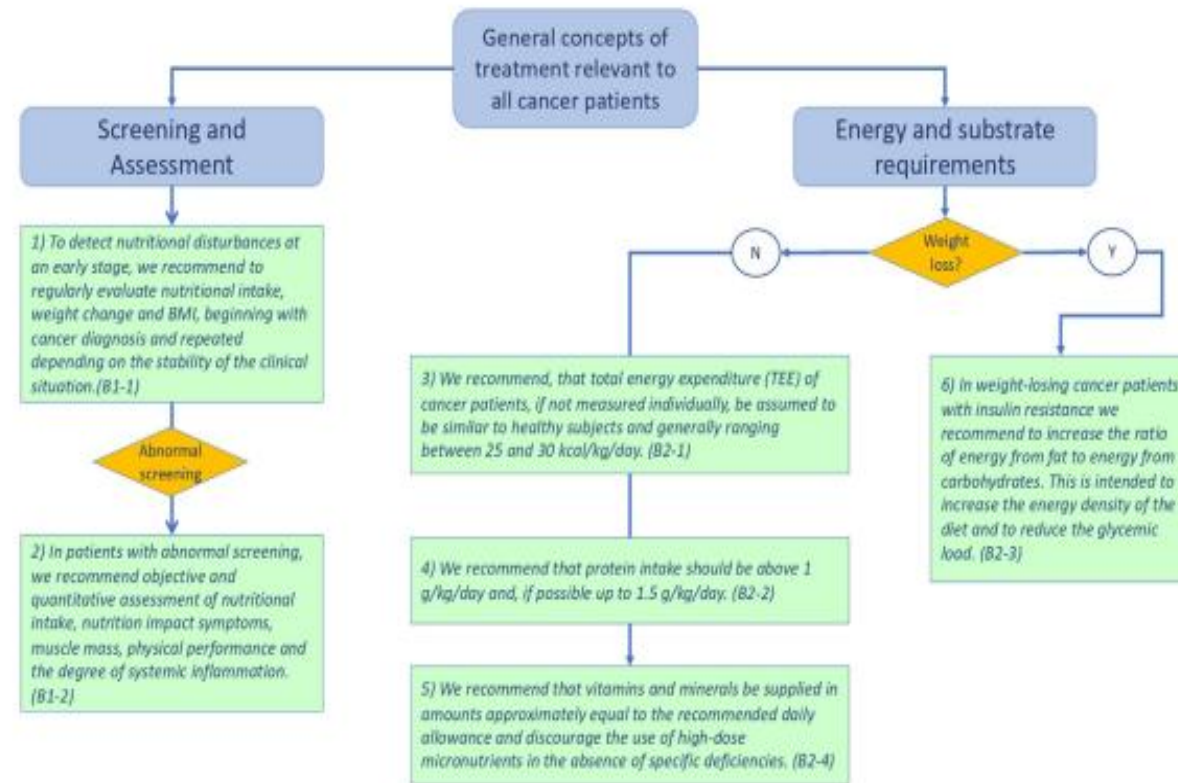 General concepts of
treatment relevant to
all cancer patients
Screening and
Assessment
1) To detect nutritional disturbances at
an early stage, we recommend to
regularly evaluate nutritional intake,
weight change and BMI, beginning with
cancer diagnosis and repeated
depending on the stability of the clinical
situation.(B1-1)
Abnormal
screening
2) In patients with abnormal screening,
we recommend objective and
quantitative assessment of nutritional
intake, nutrition impact symptoms,
muscle mass, physical performance and
the degree of systemic inflammation.
(B1-2)
Energy and substrate
requirements
Weight
loss?
N
Y
3) We recommend, that total energy expenditure (TEE) of
cancer patients, if not measured individually, be assumed to
be similar to healthy subjects and generally ranging
between 25 and 30 kcal/kg/day. (B2-1)
4) We recommend that protein intake should be above 1
g/kg/day and, if possible up to 1.5 g/kg/day. (B2-2)
5) We recommend that vitamins and minerals be supplied in
amounts approximately equal to the recommended daily
allowance and discourage the use of high-dose
micronutrients in the absence of specific deficiencies. (B2-4)
6) In weight-losing cancer patients
with insulin resistance we
recommend to increase the ratio
of energy from fat to energy from
carbohydrates. This is intended to
increase the energy density of the
diet and to reduce the glycemic
load. (B2-3)